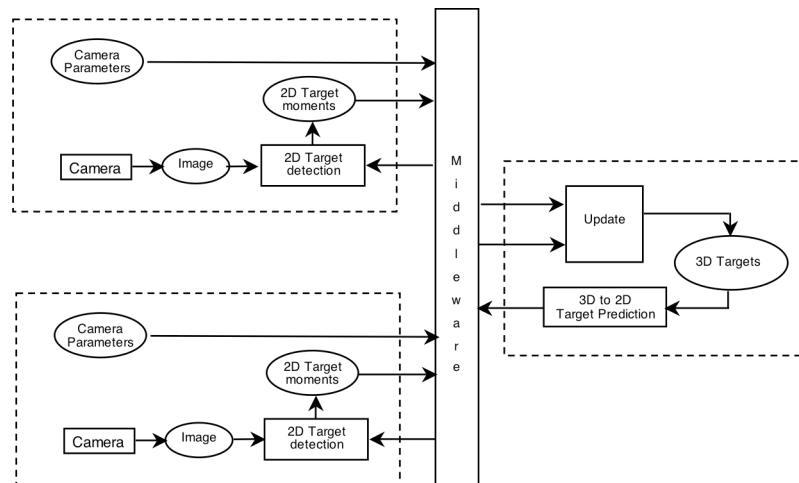 Camera
Parameters
2D Target
moments
Camera
Image
2D Target
detection
Middleware
Update
3D Targets
3D to 2D
Target Prediction
Camera
Parameters
2D Target
moments
Camera
Image
2D Target
detection